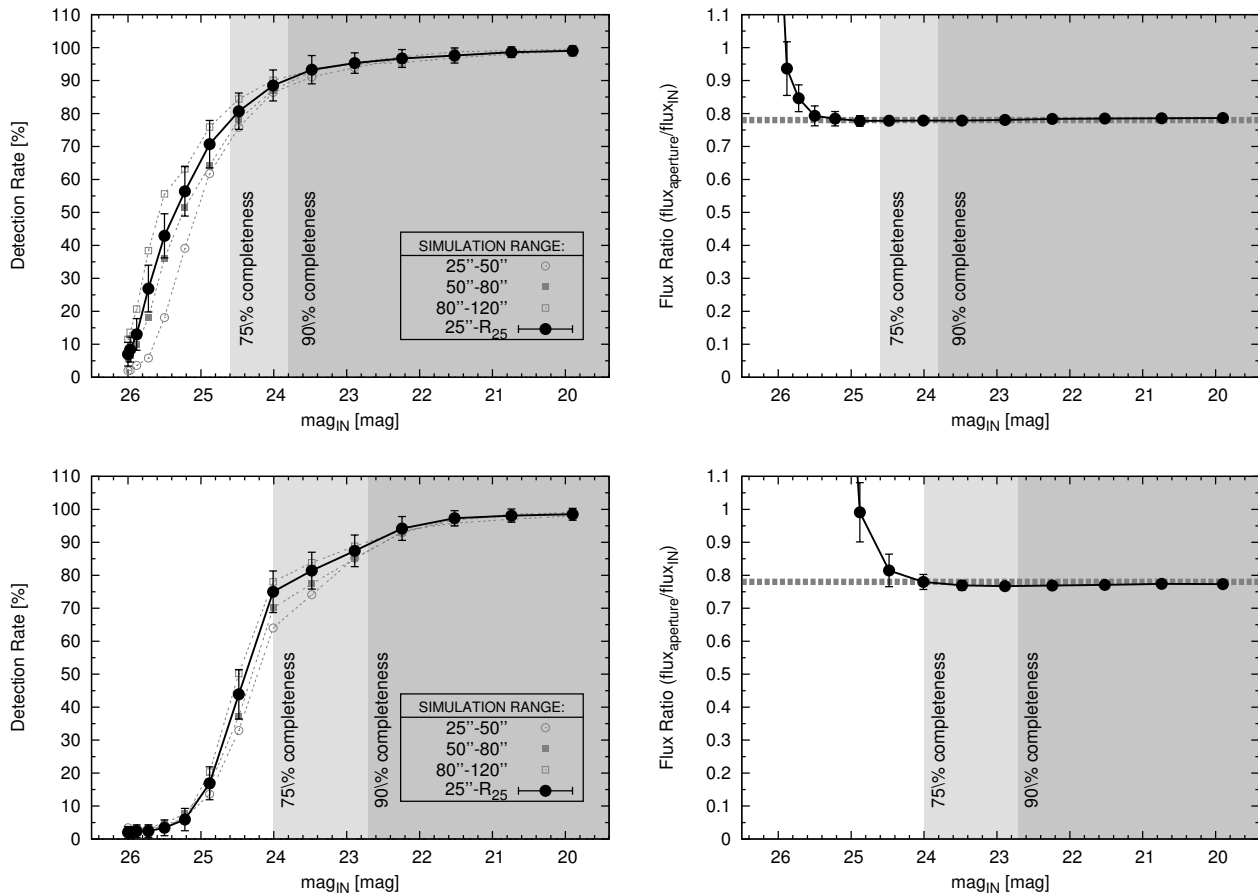 110
100
90
80
70
60
50
40
30
20
10
0
Detection Rate [%]
75\% completeness
90\% completeness
SIMULATION RANGE:
25''-50''
50''-80''
80''-120''
25''-R25
26 25 24 23 22 21 20
magIN [mag]
1.1
1
0.9
0.8
0.7
0.6
0.5
0.4
0.3
0.2
0.1
0
Flux Ratio (fluxaperture/fluxIN)
75\% completeness
90\% completeness
26 25 24 23 22 21 20
magIN [mag]
110
100
90
80
70
60
50
40
30
20
10
0
Detection Rate [%]
75\% completeness
90\% completeness
SIMULATION RANGE:
25''-50''
50''-80''
80''-120''
25''-R25
26 25 24 23 22 21 20
magIN [mag]
1.1
1
0.9
0.8
0.7
0.6
0.5
0.4
0.3
0.2
0.1
0
Flux Ratio (fluxaperture/fluxIN)
75\% completeness
90\% completeness
26 25 24 23 22 21 20
magIN [mag]